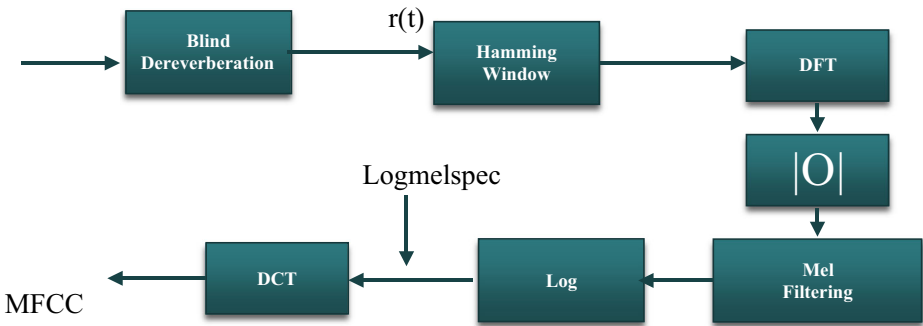 r(t)
Blind
Dereverberation
Hamming
Window
DFT
|O|
Logmelspec
Mel
Filtering
Log
DCT
MFCC